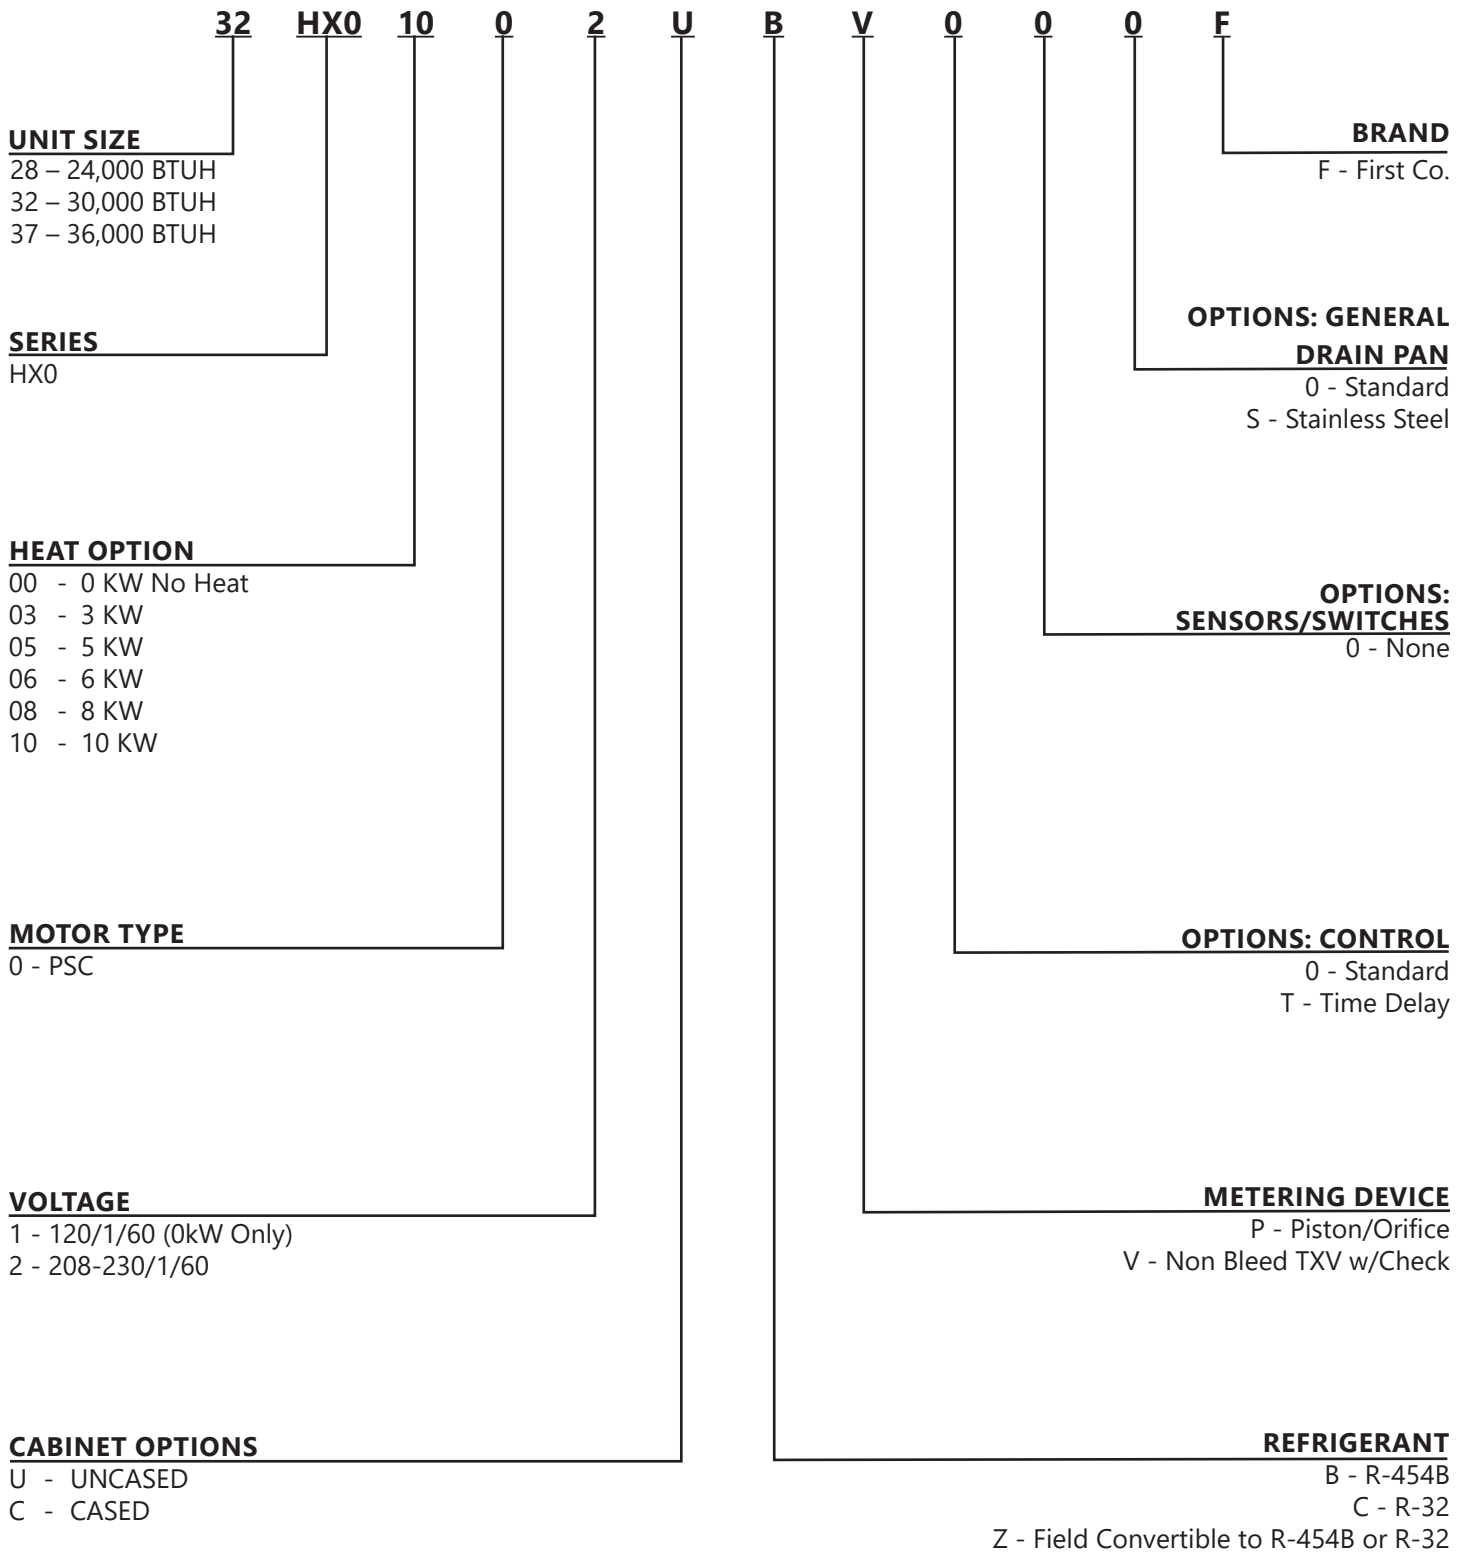 32 HX0 10 0 2 U B V 0 0 0 F
UNIT SIZE
28 – 24,000 BTUH
32 – 30,000 BTUH
37 – 36,000 BTUH
SERIES
HX0
HEAT OPTION
00 - 0 KW No Heat
03 - 3 KW
05 - 5 KW
06 - 6 KW
08 - 8 KW
10 - 10 KW
MOTOR TYPE
0 - PSC
VOLTAGE
1 - 120/1/60 (0kW Only)
2 - 208-230/1/60
CABINET OPTIONS
U - UNCASED
C - CASED
BRAND
F - First Co.
OPTIONS: GENERAL
DRAIN PAN
0 - Standard
S - Stainless Steel
OPTIONS:
SENSORS/SWITCHES
0 - None
OPTIONS: CONTROL
0 - Standard
T - Time Delay
METERING DEVICE
P - Piston/Orifice
V - Non Bleed TXV w/Check
REFRIGERANT
B - R-454B
C - R-32
Z - Field Convertible to R-454B or R-32